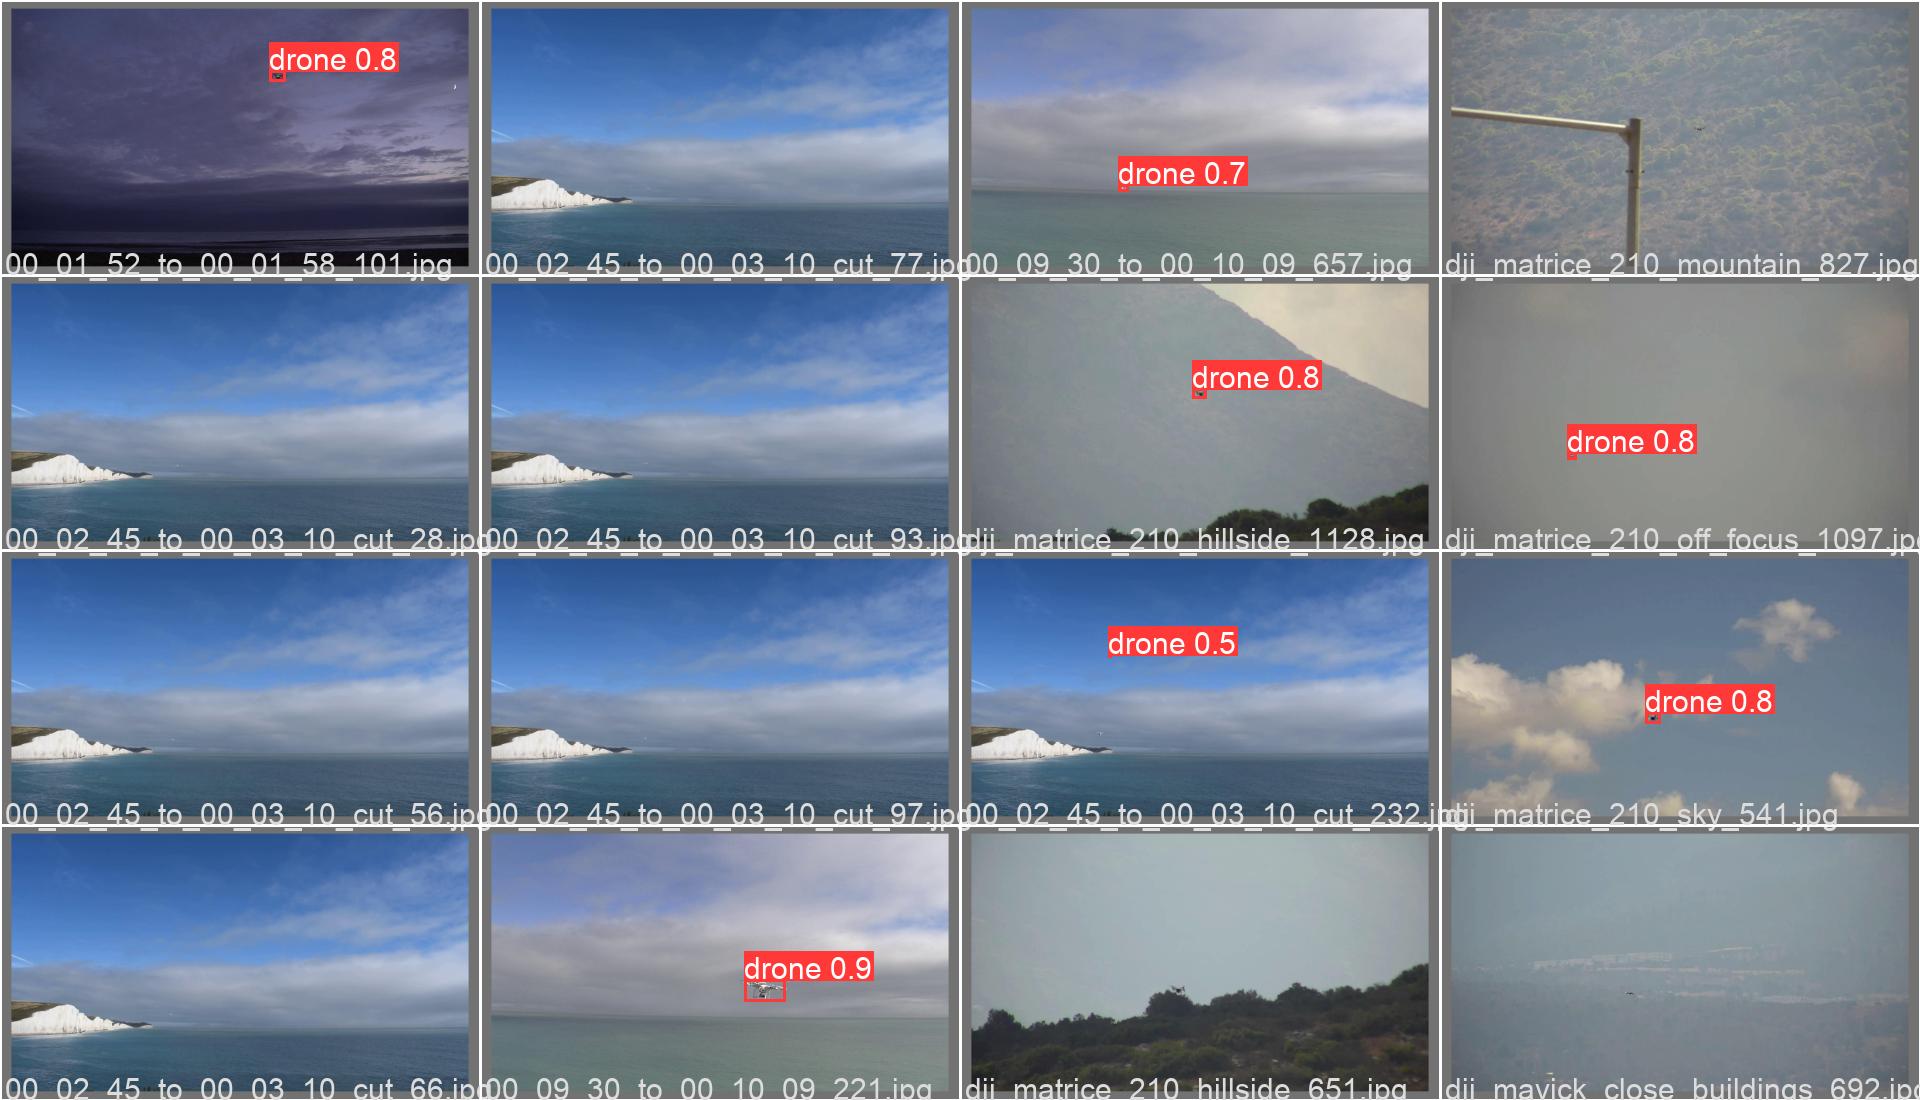 drone 0.8
00_01_52_to_00_01_58_101.jpg
00_02_45_to_00_03_10_cut_77.jpg
drone 0.7
00_09_30_to_00_10_09_657.jpg
dji_matrice_210_mountain_827.jpg
00_02_45_to_00_03_10_cut_28.jpg
00_02_45_to_00_03_10_cut_93.jpg
drone 0.8
dji_matrice_210_hillside_1128.jpg
drone 0.8
dji_matrice_210_off_focus_1097.jpg
00_02_45_to_00_03_10_cut_56.jpg
00_02_45_to_00_03_10_cut_97.jpg
drone 0.5
00_02_45_to_00_03_10_cut_232.jpg
drone 0.8
dji_matrice_210_sky_541.jpg
00_02_45_to_00_03_10_cut_66.jpg
drone 0.9
00_09_30_to_00_10_09_221.jpg
dji_matrice_210_hillside_651.jpg
dji_mavick_close_buildings_692.jpg